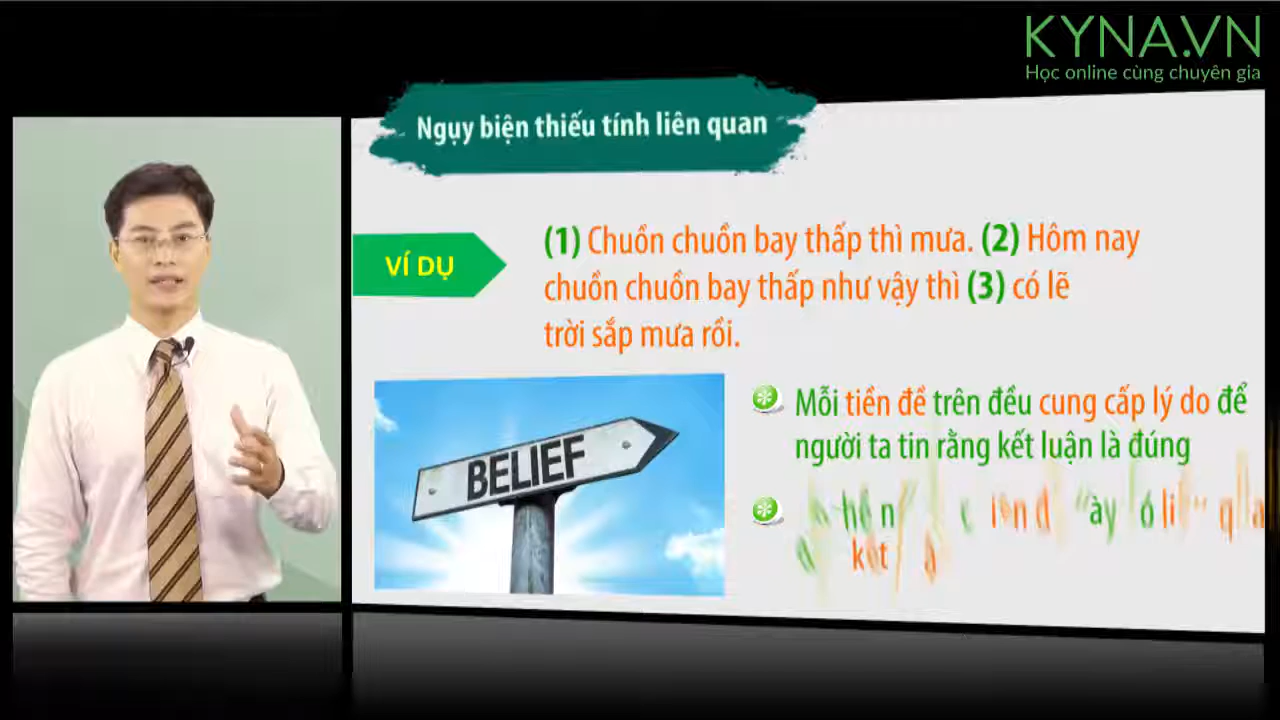 KYNA.VN
Học online cùng chuyên gia
Ngụy biện thiếu tính liên quan
VÍ DỤ
(1) Chuồn chuồn bay thấp thì mưa. (2) Hôm nay
chuồn chuồn bay thấp như vậy thì (3) có lẽ
trời sắp mưa rồi.
BELIEF
Mỗi tiền đề trên đều cung cấp lý do để
người ta tin rằng kết luận là đúng